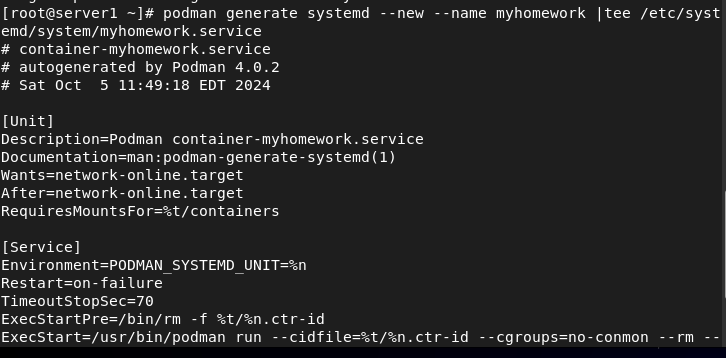 [root@server1 ~]# podman generate systemd --new --name myhomework |tee /etc/syst
emd/system/myhomework.service
# container-myhomework.service
# autogenerated by Podman 4.0.2
# Sat Oct  5 11:49:18 EDT 2024

[Unit]
Description=Podman container-myhomework.service
Documentation=man:podman-generate-systemd(1)
Wants=network-online.target
After=network-online.target
RequiresMountsFor=%t/containers

[Service]
Environment=PODMAN_SYSTEMD_UNIT=%n
Restart=on-failure
TimeoutStopSec=70
ExecStartPre=/bin/rm -f %t/%n.ctr-id
ExecStart=/usr/bin/podman run --cidfile=%t/%n.ctr-id --cgroups=no-conmon --rm --